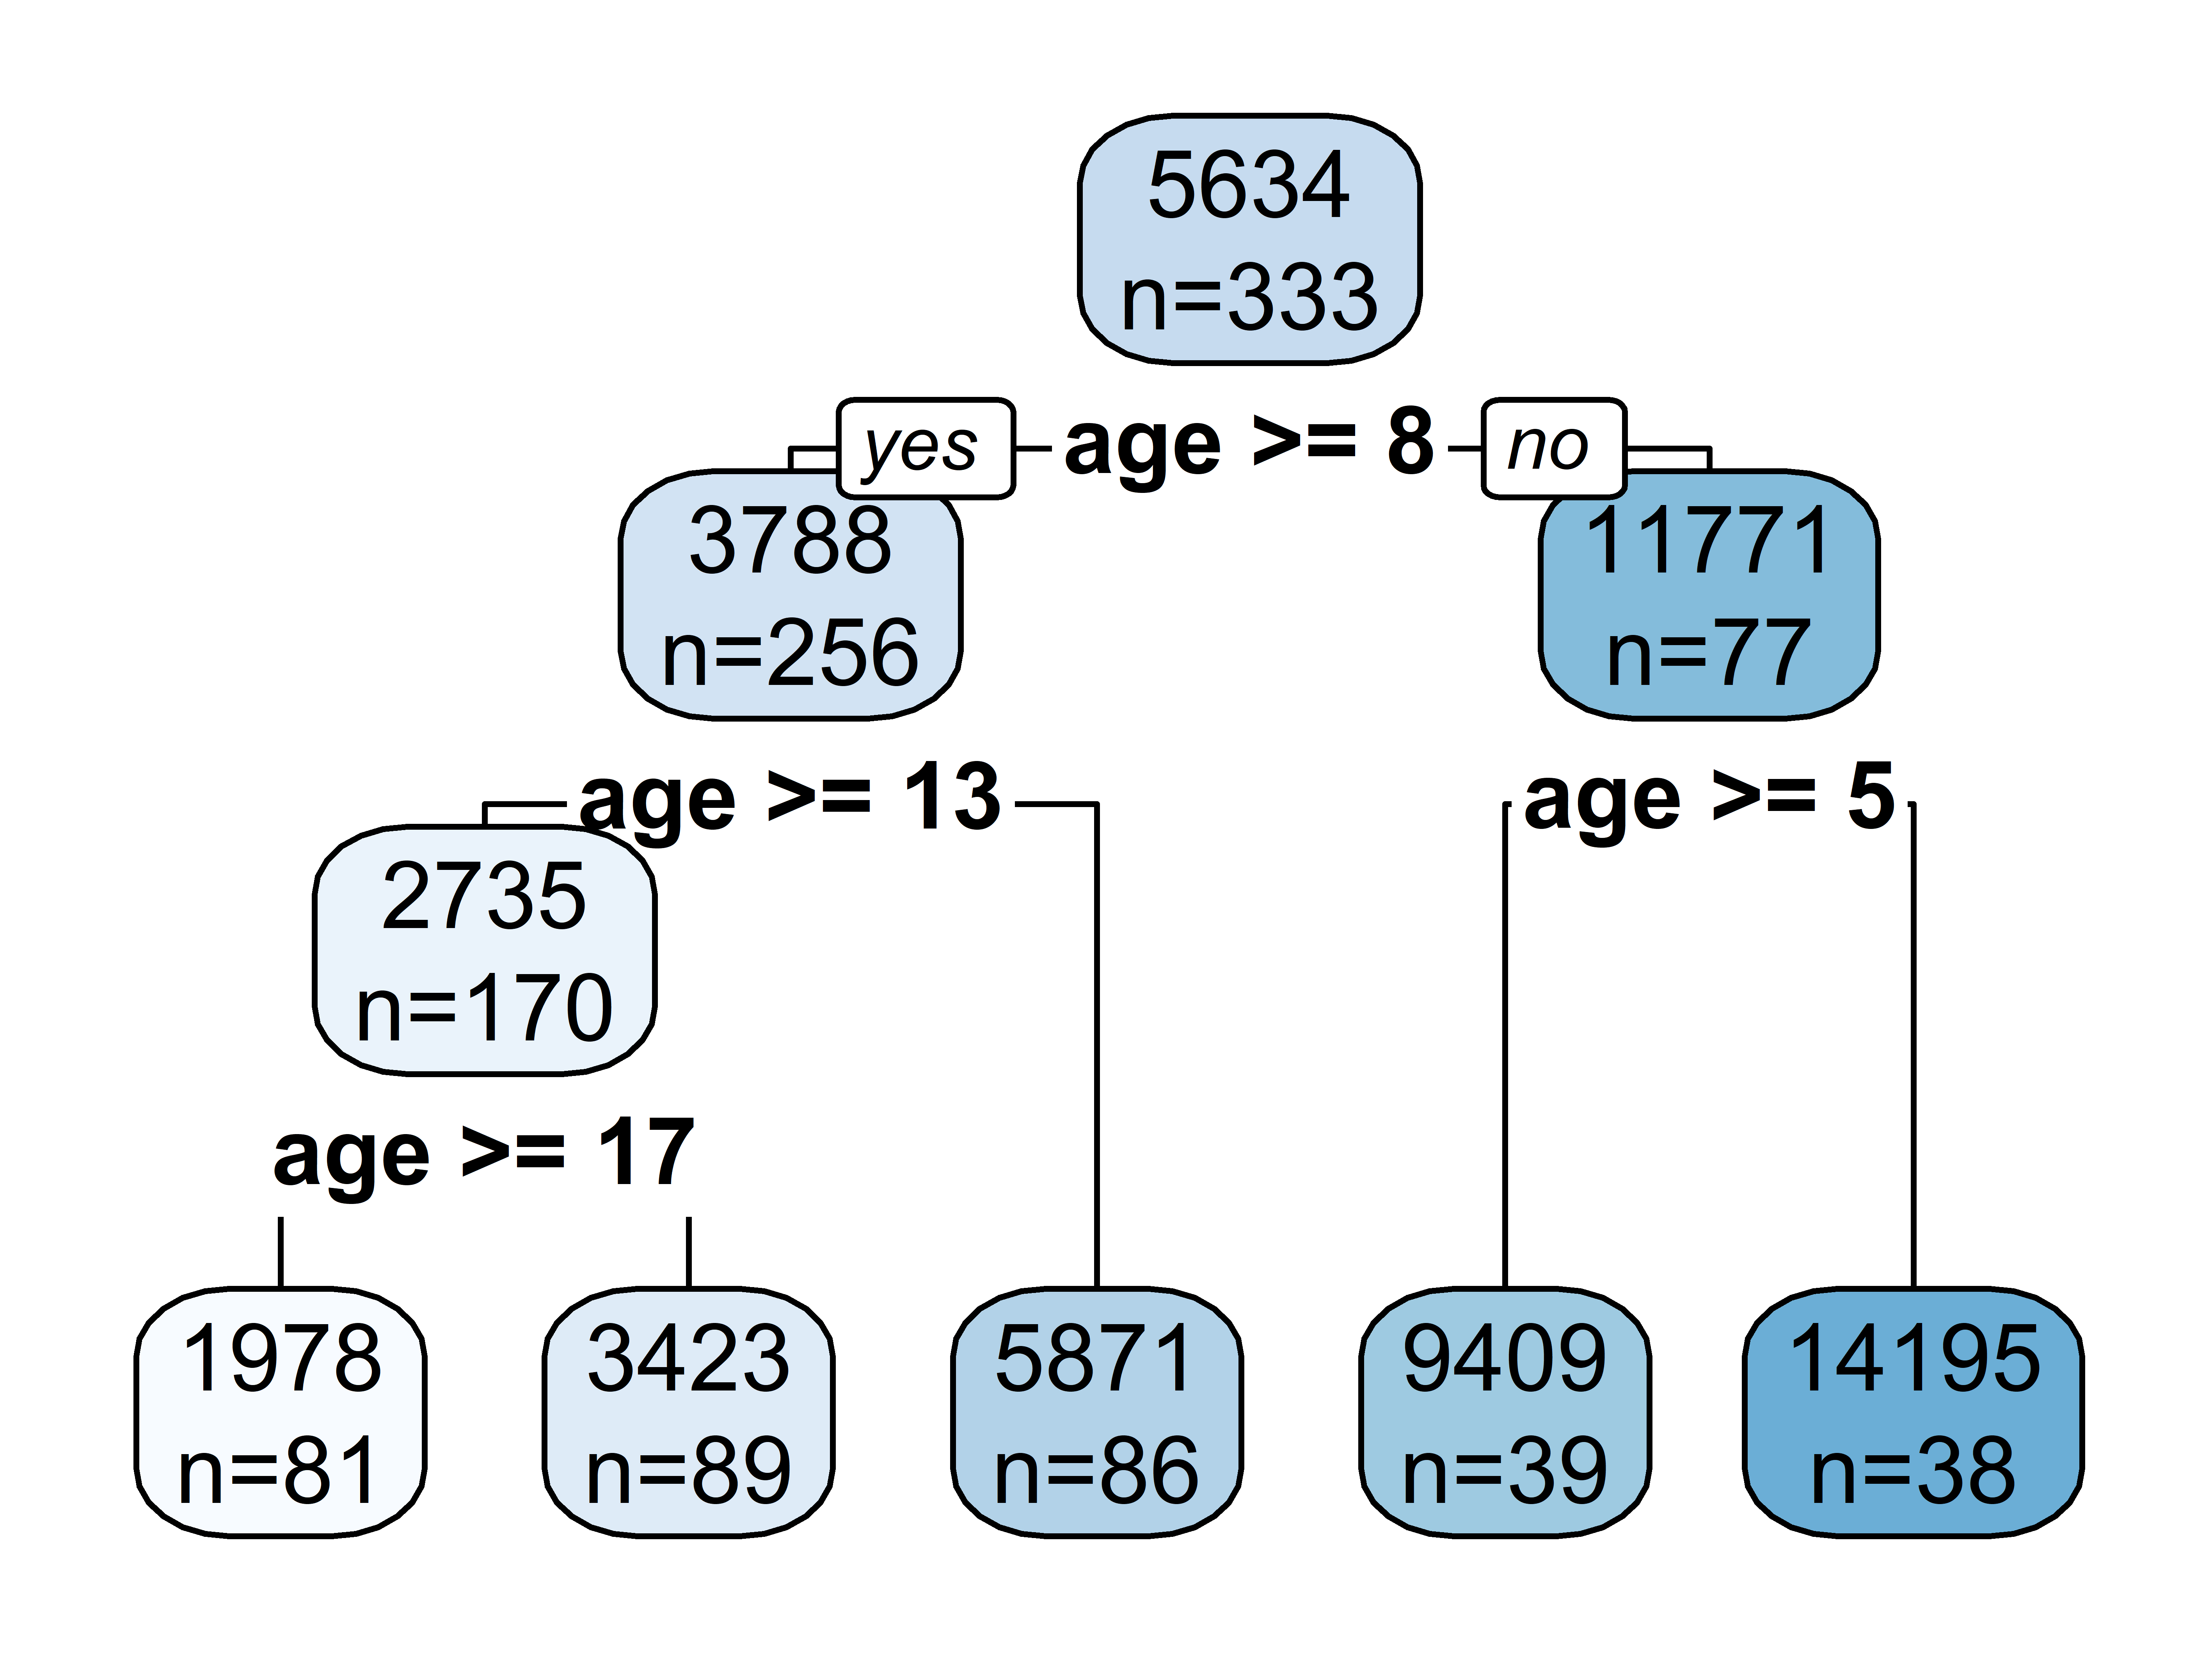 5634
n=333
yes
age >= 8
no
3788
n=256
11771
n=77
age >= 13
age >= 5
2735
n=170
age >= 17
1978
n=81
3423
n=89
5871
n=86
9409
n=39
14195
n=38